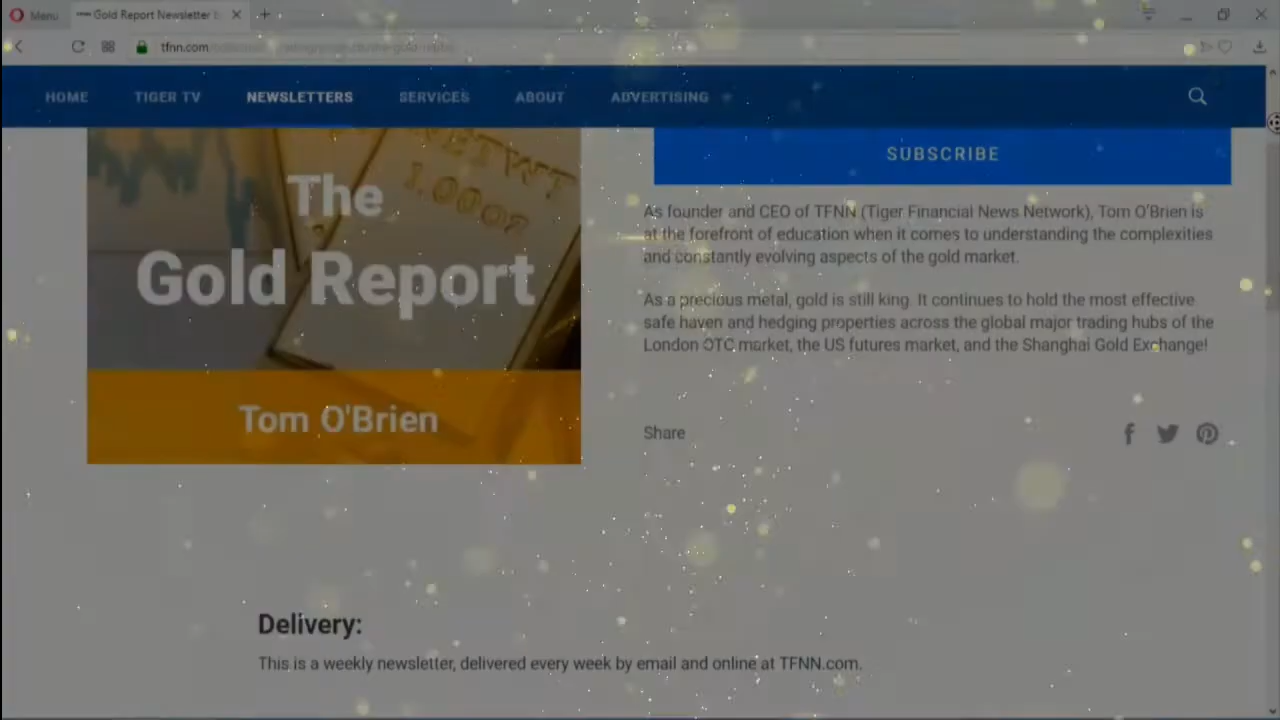 Menu
Gold Report Newsletter
tfnn.com
HOME TIGER TV NEWSLETTERS SERVICES ABOUT ADVERTISING
NETWT
1.000Z
The
Gold Report
Tom O'Brien
SUBSCRIBE
As founder and CEO of TFNN (Tiger Financial News Network), Tom O'Brien is
at the forefront of education when it comes to understanding the complexities
and constantly evolving aspects of the gold market.
As a precious metal, gold is still king. It continues to hold the most effective
safe haven and hedging properties across the global major trading hubs of the
London OTC market, the US futures market, and the Shanghai Gold Exchange!
Share
Delivery:
This is a weekly newsletter, delivered every week by email and online at TFNN.com.